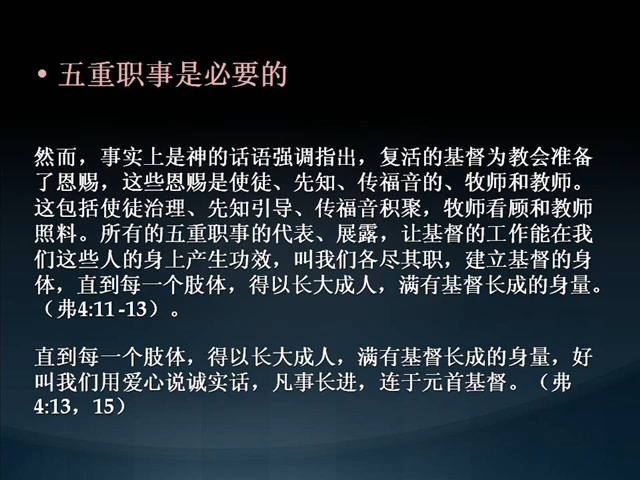 • 五重职事是必要的
然而，事实上是神的话语强调指出，复活的基督为教会准备
了恩赐，这些恩赐是使徒、先知、传福音的、牧师和教师。
这包括使徒治理、先知引导、传福音积聚，牧师看顾和教师
照料。所有的五重职事的代表、展露，让基督的工作能在我
们这些人的身上产生功效，叫我们各尽其职，建立基督的身
体，直到每一个肢体，得以长大成人，满有基督长成的身量。
（弗4:11 -13）。
直到每一个肢体，得以长大成人，满有基督长成的身量，好
叫我们用爱心说诚实话，凡事长进，连于元首基督。（弗
4:13，15）